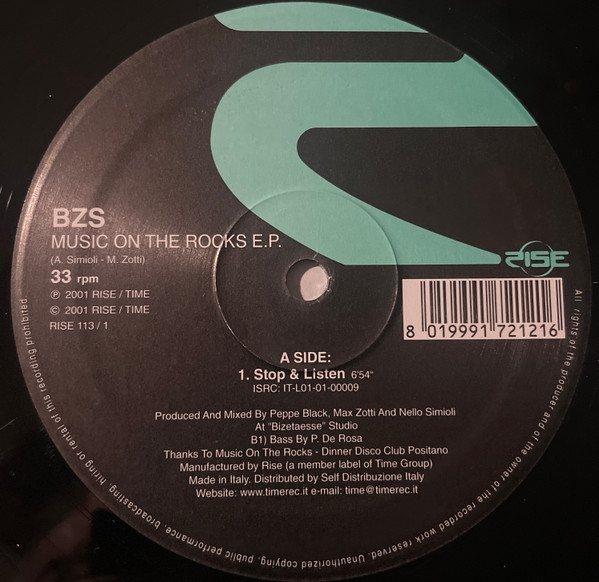 BZS
MUSIC ON THE ROCKS E.P.
(A. Simioli - M. Zotti)
33 rpm
℗ 2001 RISE / TIME
© 2001 RISE / TIME
RISE 113 / 1
RISE
8 019991 721216
A SIDE:
1. Stop & Listen 6'54"
ISRC: IT-L01-01-00009
Produced And Mixed By Peppe Black, Max Zotti And Nello Simioli
At "Bizetaesse" Studio
B1) Bass By P. De Rosa
Thanks To Music On The Rocks - Dinner Disco Club Positano
Manufactured by Rise (a member label of Time Group)
Made in Italy. Distributed by Self Distribuzione Italy
Website: www.timerec.it e-mail: time@timerec.it
All rights of the producer and of the owner of the recorded work reserved. Unauthorized copying, public performance, broadcasting, hiring or rental of this recording prohibited.